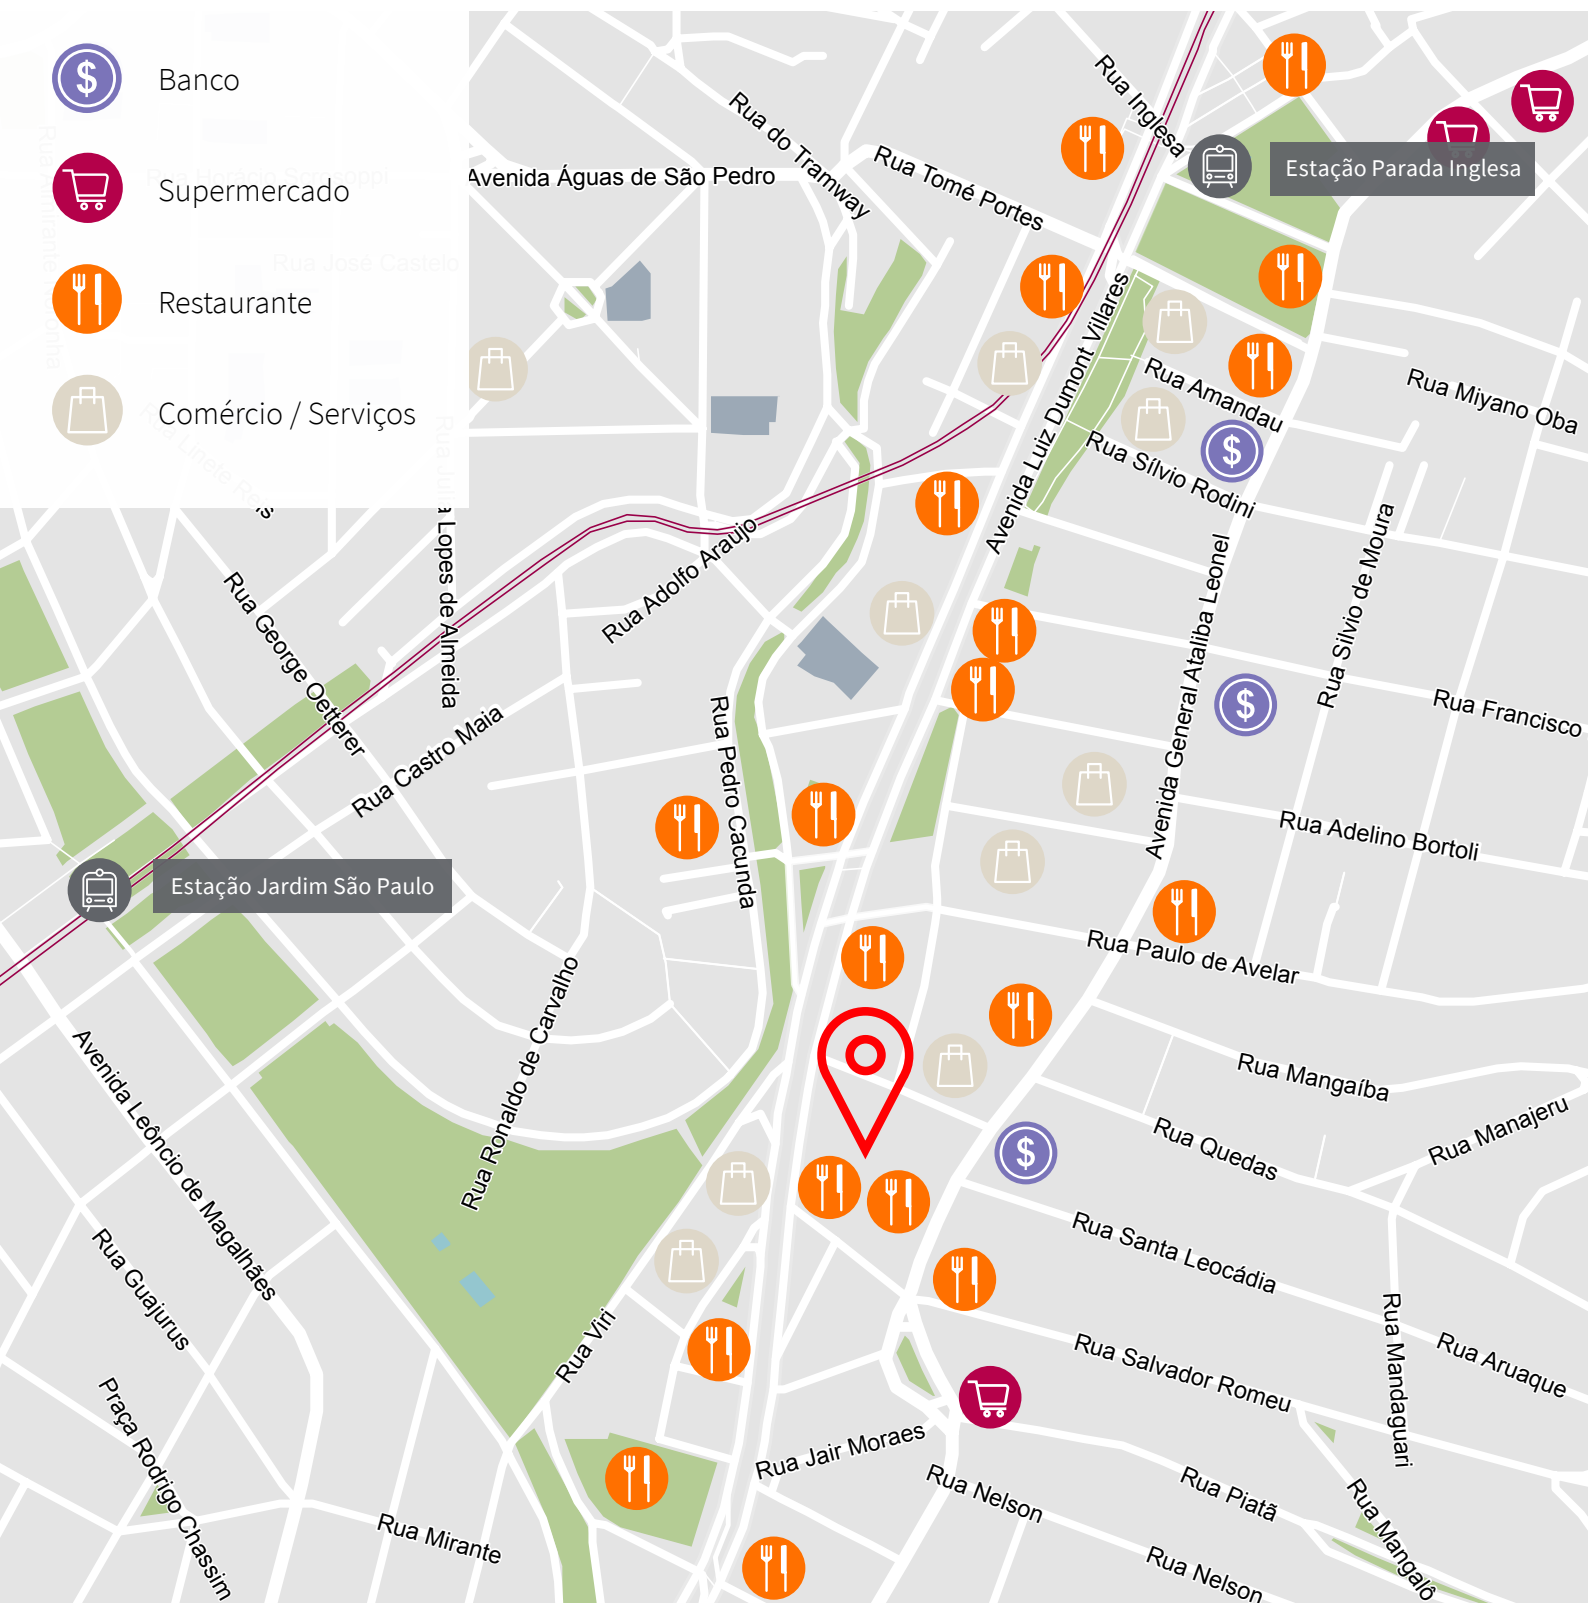 Banco
Supermercado
Restaurante
Comércio / Serviços
Rua Inglesa
Rua do Tramway
Avenida Águas de São Pedro
Rua Tomé Portes
Estação Parada Inglesa
Avenida Luiz Dumont Villares
Rua Amandau
Rua Miyano Oba
Rua Sílvio Rodini
Rua Silvio de Moura
Lopes de Almeida
Rua Adolfo Araujo
Rua George Oetterer
Avenida General Ataliba Leonel
Rua Francisco
Rua Castro Maia
Rua Pedro Cacunda
Rua Adelino Bortoli
Estação Jardim São Paulo
Rua Paulo de Avelar
Rua Ronaldo de Carvalho
Avenida Leôncio de Magalhães
Rua Mangaíba
Rua Manajeru
Rua Quedas
Rua Santa Leocádia
Rua Guajurus
Rua Viri
Rua Mandaguari
Rua Aruaque
Rua Salvador Romeu
Praça Rodrigo Chassim
Rua Jair Moraes
Rua Nelson
Rua Piatã
Rua Mangalô
Rua Mirante
Rua Nelson